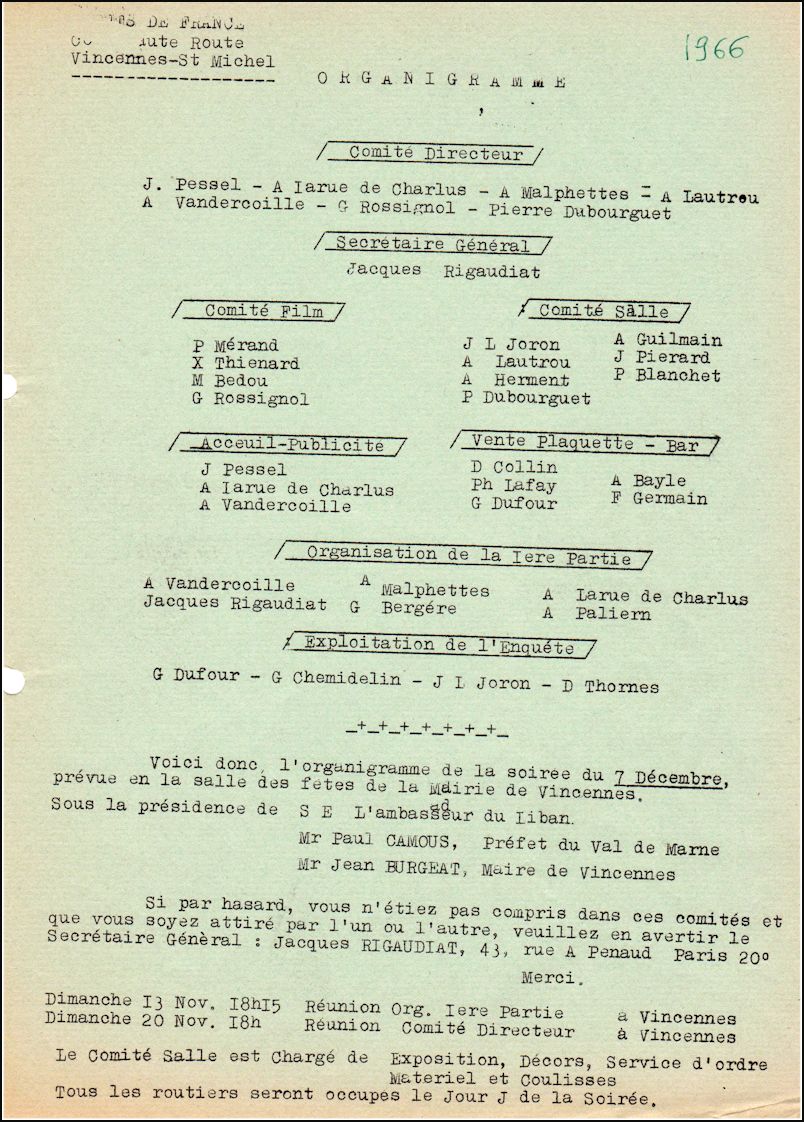 DE FRANCE
ute Route
Vincennes-St Michel
1966
ORGANIGRAMME
Comité Directeur
J. Pessel - A Iarue de Charlus - A Malphettes - A Lautrou
A Vandercoille - G Rossignol - Pierre Dubourguet
Secrétaire Général
Jacques Rigaudiat
Comité Film
P Mérand
X Thienard
M Bedou
G Rossignol
Comité Sàlle
J L Joron
A Lautrou
A Herment
P Dubourguet
A Guilmain
J Pierard
P Blanchet
Acceuil-Publicité
J Pessel
A Iarue de Charlus
A Vandercoille
Vente Plaquette - Bar
D Collin
Ph Lafay
G Dufour
A Bayle
F Germain
Organisation de la Iere Partie
A Vandercoille A Malphettes A Larue de Charlus
Jacques Rigaudiat G Bergére A Paliern
Exploitation de l'Enquéte
G Dufour - G Chemidelin - J L Joron - D Thornes
_+_+_+_+_+_+_+_
Voici donc, l'organigramme de la soiree du 7 Décembre,
prévue en la salle des fetes de la Mairie de Vincennes.
Sous la présidence de S E L'ambassadeur du Iiban.
Mr Paul CAMOUS, Préfet du Val de Marne
Mr Jean BURGEAT, Maire de Vincennes
Si par hasard, vous n'étiez pas compris dans ces comités et
que vous soyez attiré par l'un ou l'autre, veuillez en avertir le
Secrétaire Génèral : Jacques RIGAUDIAT, 43, rue A Penaud Paris 20°
Merci.
Dimanche I3 Nov. I8hI5 Réunion Org. Iere Partie à Vincennes
Dimanche 20 Nov. I8h Réunion Comité Directeur à Vincennes
Le Comité Salle est Chargé de Exposition, Décors, Service d'ordre
Materiel et Coulisses
Tous les routiers seront occupes le Jour J de la Soirée.